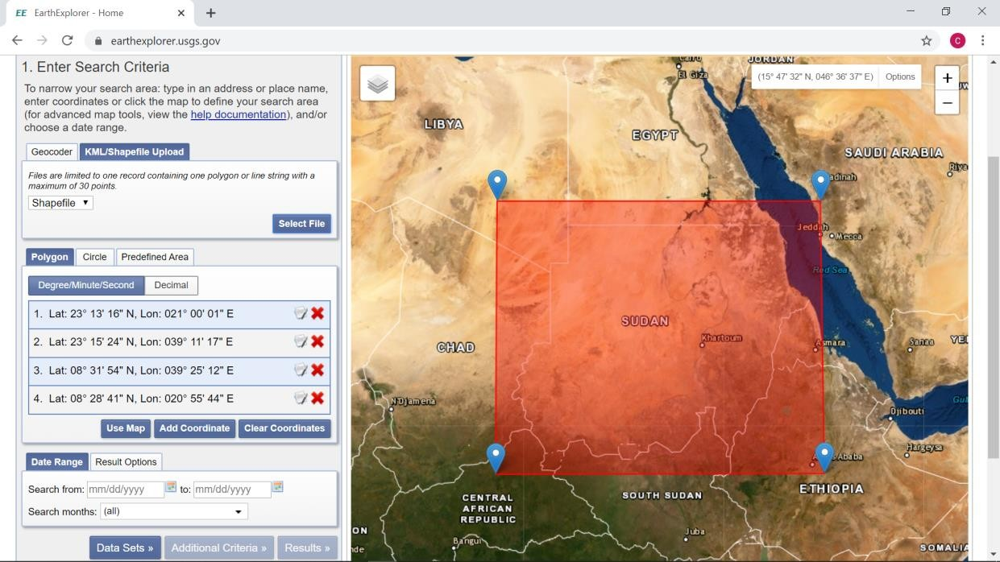 EE EarthExplorer - Home
earthexplorer.usgs.gov
C
1. Enter Search Criteria
To narrow your search area: type in an address or place name,
enter coordinates or click the map to define your search area
(for advanced map tools, view the help documentation), and/or
choose a date range.
Geocoder
KML/Shapefile Upload
Files are limited to one record containing one polygon or line string with a
maximum of 30 points.
Shapefile
Select File
Polygon
Circle
Predefined Area
Degree/Minute/Second
Decimal
1. Lat: 23° 13' 16" N, Lon: 021° 00' 01" E
2. Lat: 23° 15' 24" N, Lon: 039° 11' 17" E
3. Lat: 08° 31' 54" N, Lon: 039° 25' 12" E
4. Lat: 08° 28' 41" N, Lon: 020° 55' 44" E
Use Map
Add Coordinate
Clear Coordinates
Date Range
Result Options
Search from: mm/dd/yyyy to: mm/dd/yyyy
Search months: (all)
Data Sets »
Additional Criteria »
Results »
Cairo
El Giza
JORDAN
(15° 47' 32" N, 046° 36' 37" E)
Options
+
−
LIBYA
EGYPT
SAUDI ARABIA
Riya
adinah
Jeddah
Mecca
Red Sea
SUDAN
Khartoum
Asmara
Sanaa
YE
CHAD
N'Djamena
Gul
Djibouti
Hargeysa
Ababa
ETHIOPIA
CENTRAL
AFRICAN
REPUBLIC
SOUTH SUDAN
ON
Bangui
Juba
SOMALIA